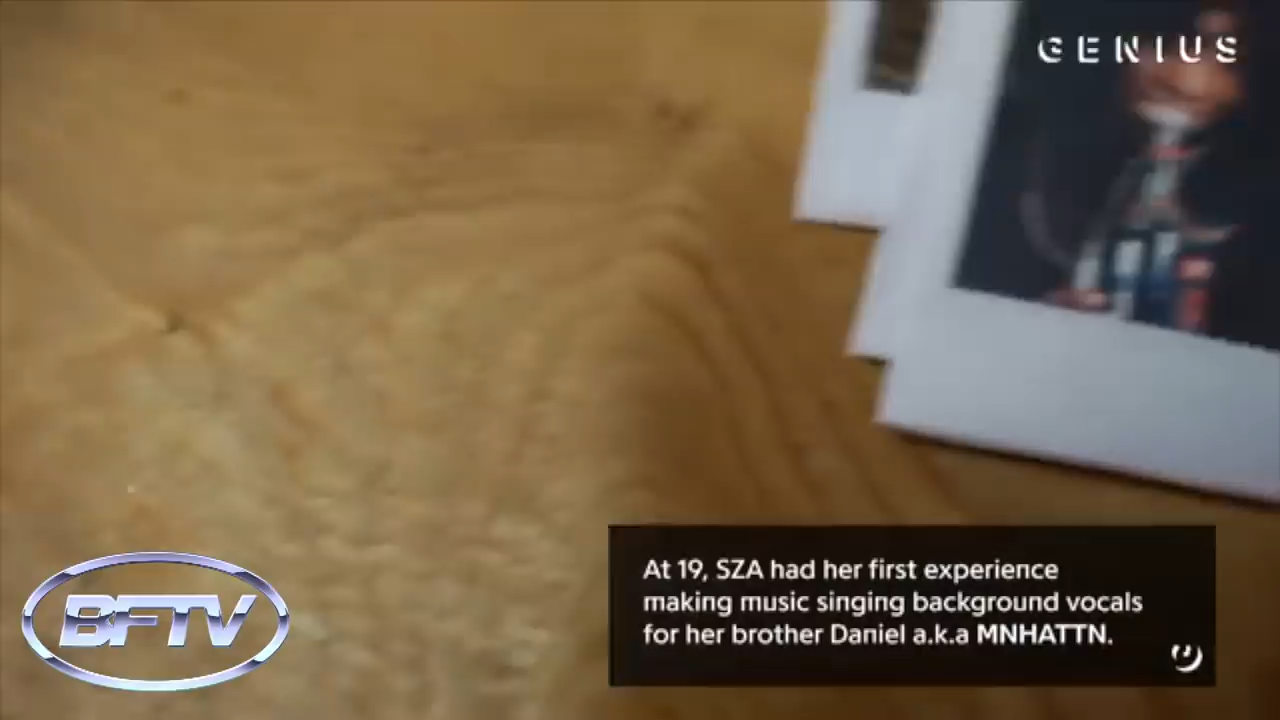 GENIUS
At 19, SZA had her first experience
making music singing background vocals
for her brother Daniel a.k.a MNHATTN.
BFTV